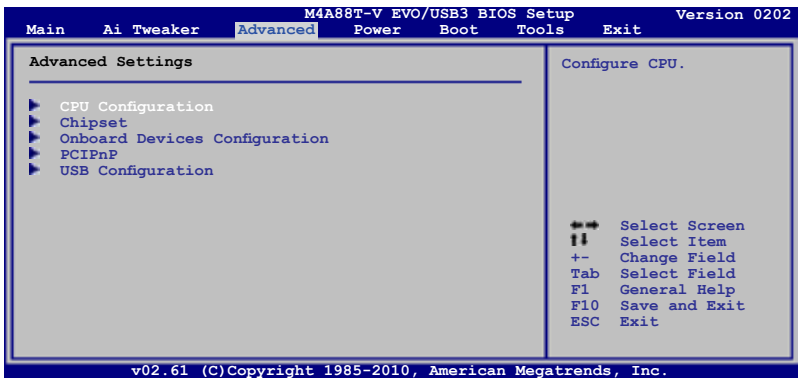 M4A88T-V EVO/USB3 BIOS Setup Version 0202
Main Ai Tweaker Advanced Power Boot Tools Exit
Advanced Settings
CPU Configuration
Chipset
Onboard Devices Configuration
PCIPnP
USB Configuration
Configure CPU.
←→ Select Screen
↑↓ Select Item
+- Change Field
Tab Select Field
F1 General Help
F10 Save and Exit
ESC Exit
v02.61 (C)Copyright 1985-2010, American Megatrends, Inc.